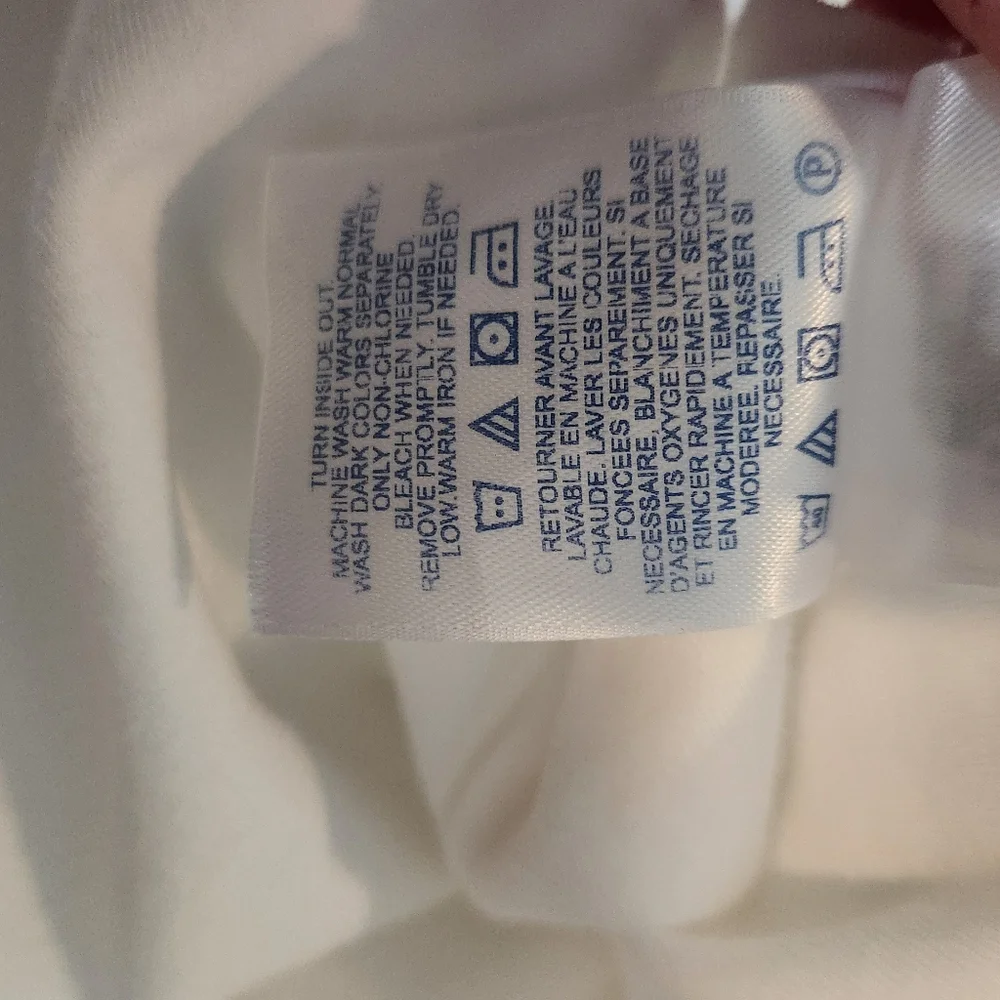 TURN INSIDE OUT.
MACHINE WASH WARM NORMAL
WASH DARK COLORS SEPARATELY.
ONLY NON-CHLORINE
BLEACH WHEN NEEDED.
REMOVE PROMPTLY. TUMBLE DRY
LOW.WARM IRON IF NEEDED.
RETOURNER AVANT LAVAGE.
LAVABLE EN MACHINE A L'EAU
CHAUDE. LAVER LES COULEURS
FONCEES SEPAREMENT. SI
NECESSAIRE, BLANCHIMENT A BASE
D'AGENTS OXYGENES UNIQUEMENT
ET RINCER RAPIDEMENT. SECHAGE
EN MACHINE A TEMPERATURE
MODEREE. REPASSER SI
NECESSAIRE.
40 P